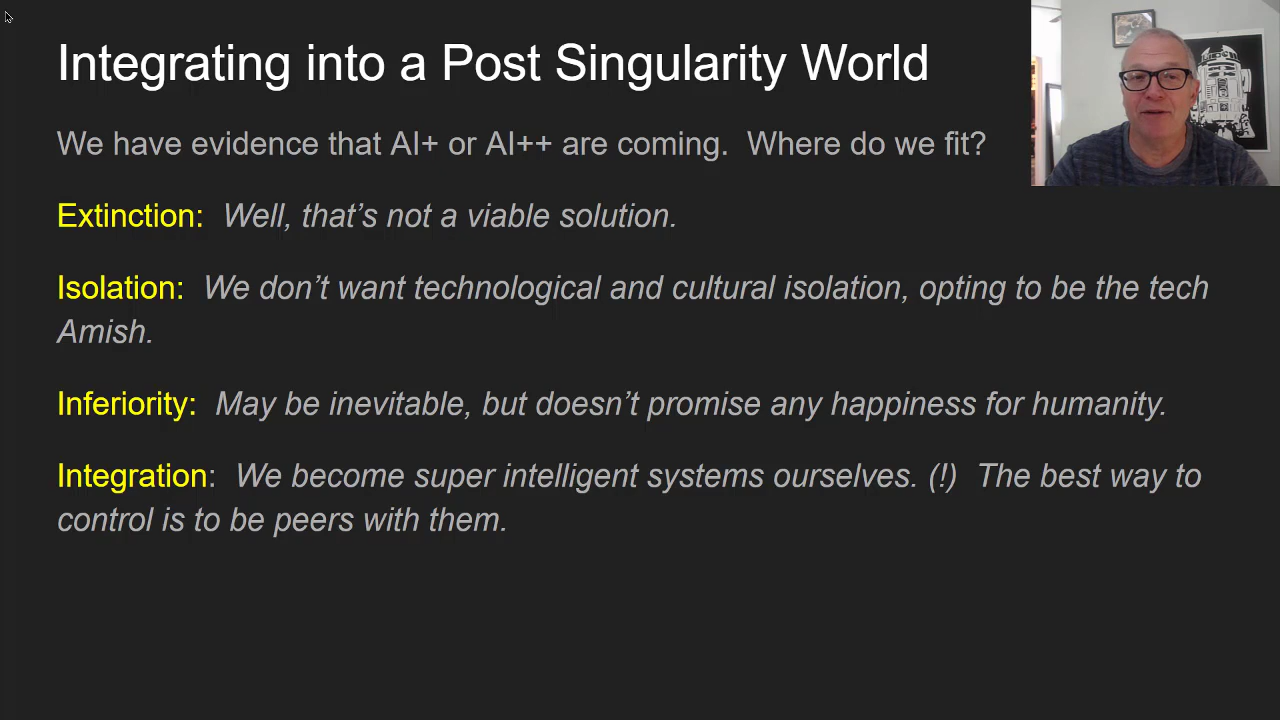 Integrating into a Post Singularity World
We have evidence that AI+ or AI++ are coming.  Where do we fit?
Extinction:  Well, that’s not a viable solution.
Isolation:  We don’t want technological and cultural isolation, opting to be the tech
Amish.
Inferiority:  May be inevitable, but doesn’t promise any happiness for humanity.
Integration:  We become super intelligent systems ourselves. (!)  The best way to
control is to be peers with them.